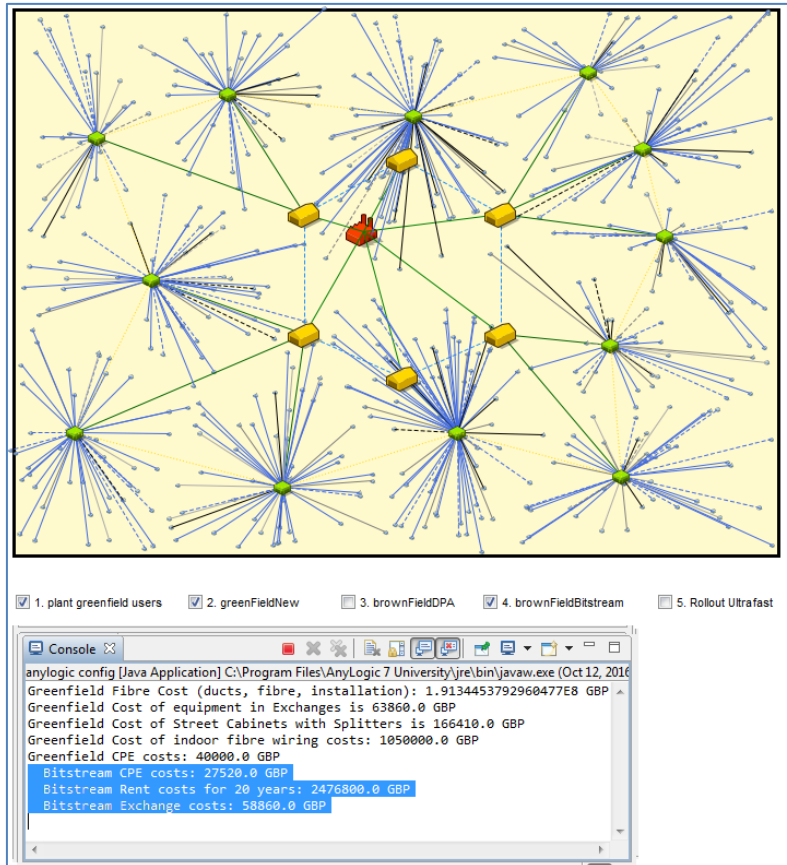 1. plant greenfield users
2. greenFieldNew
3. brownFieldDPA
4. brownFieldBitstream
5. Rollout Ultrafast
Console
anylogic config [Java Application] C:\Program Files\AnyLogic 7 University\jre\bin\javaw.exe (Oct 12, 2016
Greenfield Fibre Cost (ducts, fibre, installation): 1.9134453792960477E8 GBP
Greenfield Cost of equipment in Exchanges is 63860.0 GBP
Greenfield Cost of Street Cabinets with Splitters is 166410.0 GBP
Greenfield Cost of indoor fibre wiring costs: 1050000.0 GBP
Greenfield CPE costs: 40000.0 GBP
Bitstream CPE costs: 27520.0 GBP
Bitstream Rent costs for 20 years: 2476800.0 GBP
Bitstream Exchange costs: 58860.0 GBP